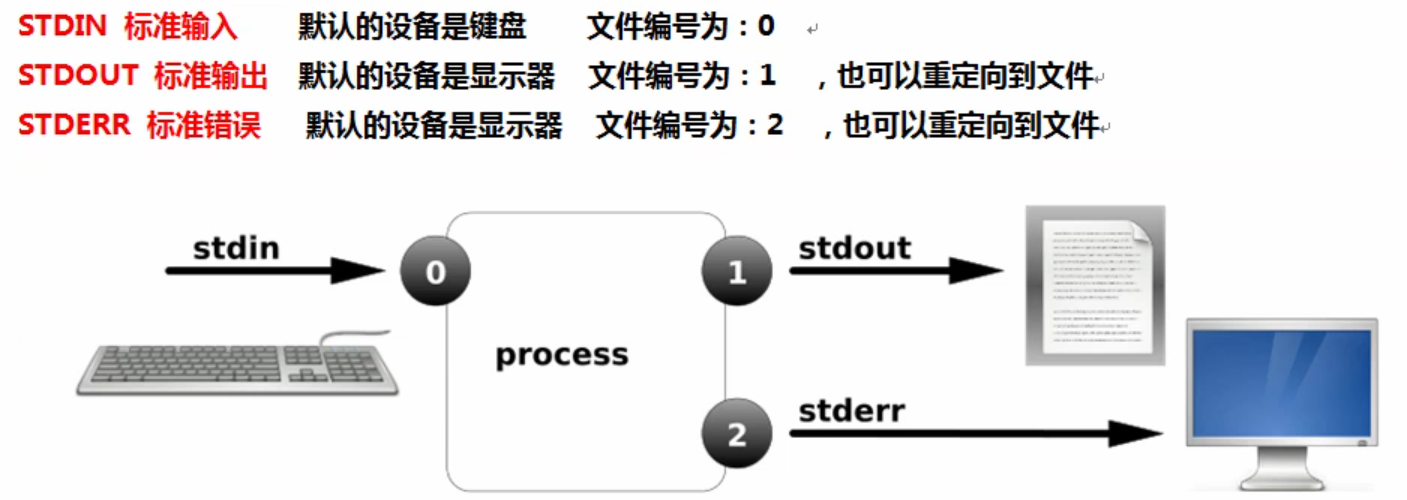 STDIN 标准输入 默认的设备是键盘 文件编号为：0
STDOUT 标准输出 默认的设备是显示器 文件编号为：1 ，也可以重定向到文件
STDERR 标准错误 默认的设备是显示器 文件编号为：2 ，也可以重定向到文件
stdin
0
1
stdout
process
2
stderr